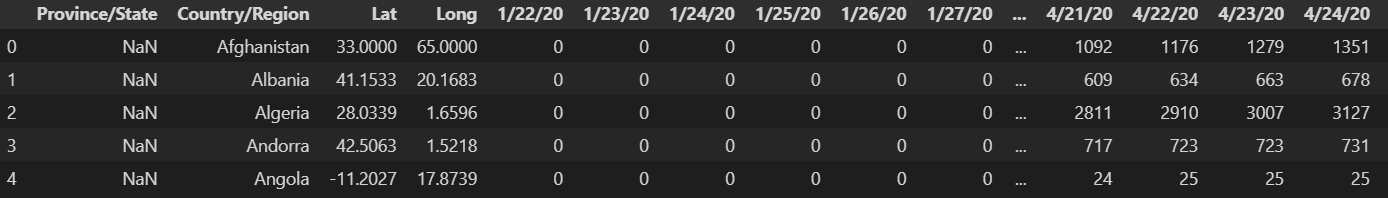 Province/State Country/Region Lat Long 1/22/20 1/23/20 1/24/20 1/25/20 1/26/20 1/27/20 ... 4/21/20 4/22/20 4/23/20 4/24/20
0 NaN Afghanistan 33.0000 65.0000 0 0 0 0 0 0 ... 1092 1176 1279 1351
1 NaN Albania 41.1533 20.1683 0 0 0 0 0 0 ... 609 634 663 678
2 NaN Algeria 28.0339 1.6596 0 0 0 0 0 0 ... 2811 2910 3007 3127
3 NaN Andorra 42.5063 1.5218 0 0 0 0 0 0 ... 717 723 723 731
4 NaN Angola -11.2027 17.8739 0 0 0 0 0 0 ... 24 25 25 25